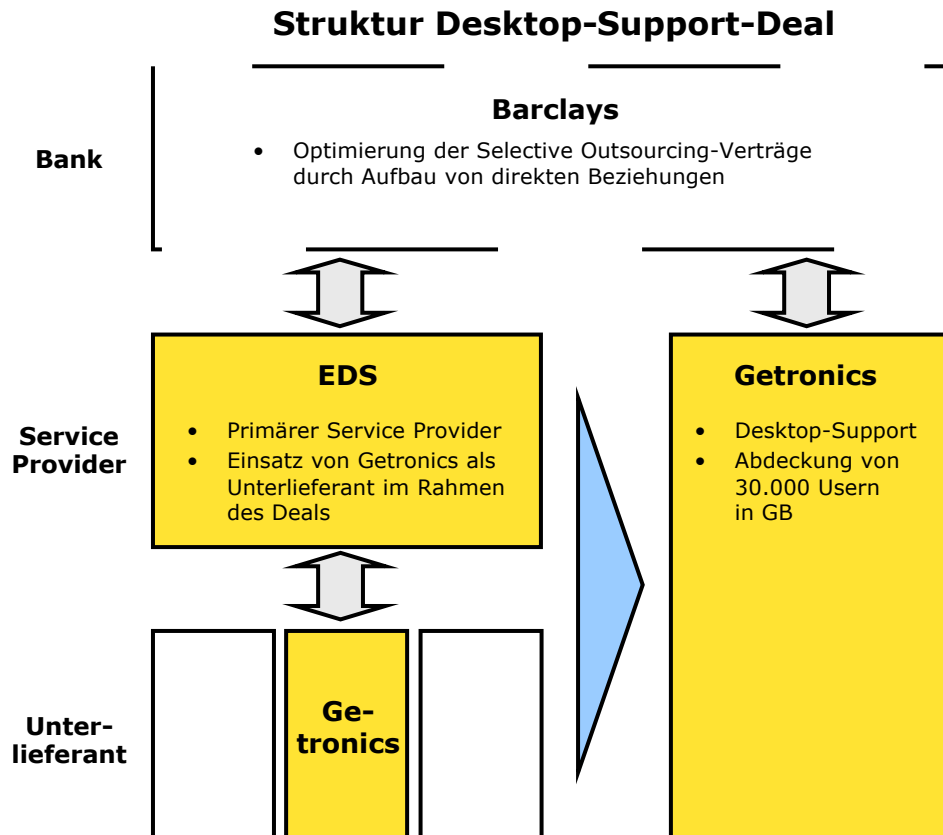 Struktur Desktop-Support-Deal
Bank
Barclays
• Optimierung der Selective Outsourcing-Verträge
durch Aufbau von direkten Beziehungen
Service
Provider
EDS
• Primärer Service Provider
• Einsatz von Getronics als
Unterlieferant im Rahmen
des Deals
Getronics
• Desktop-Support
• Abdeckung von
30.000 Usern
in GB
Unter-
lieferant
Ge-
tronics